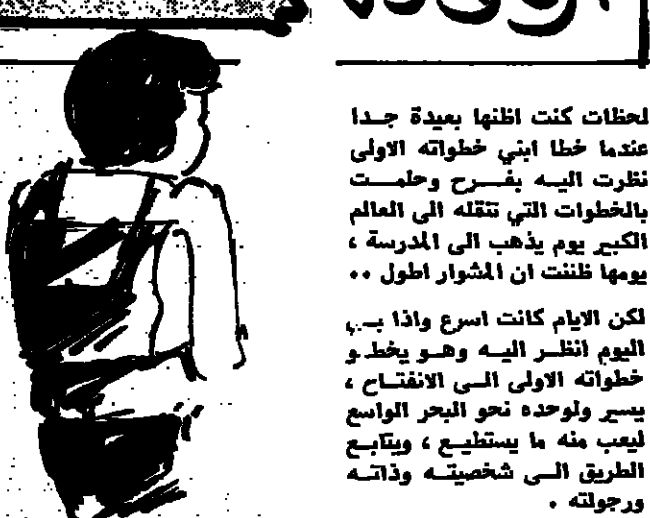 لحظات كنت اظنها بعيدة جدا
عندما خطا ابني خطواته الاولى
نظرت اليه بفرح وحلمت
بالخطوات التي تنقله الى العالم
الكبير يوم يذهب الى المدرسة ،
يومها ظننت ان المشوار اطول ..
لكن الايام كانت اسرع واذا بي
اليوم انظر اليه وهو يخطو
خطواته الاولى الى الانفتاح ،
يسير ولوحده نحو البحر الواسع
ليعب منه ما يستطيع ، ويتابع
الطريق الى شخصيته وذاته
ورجولته .